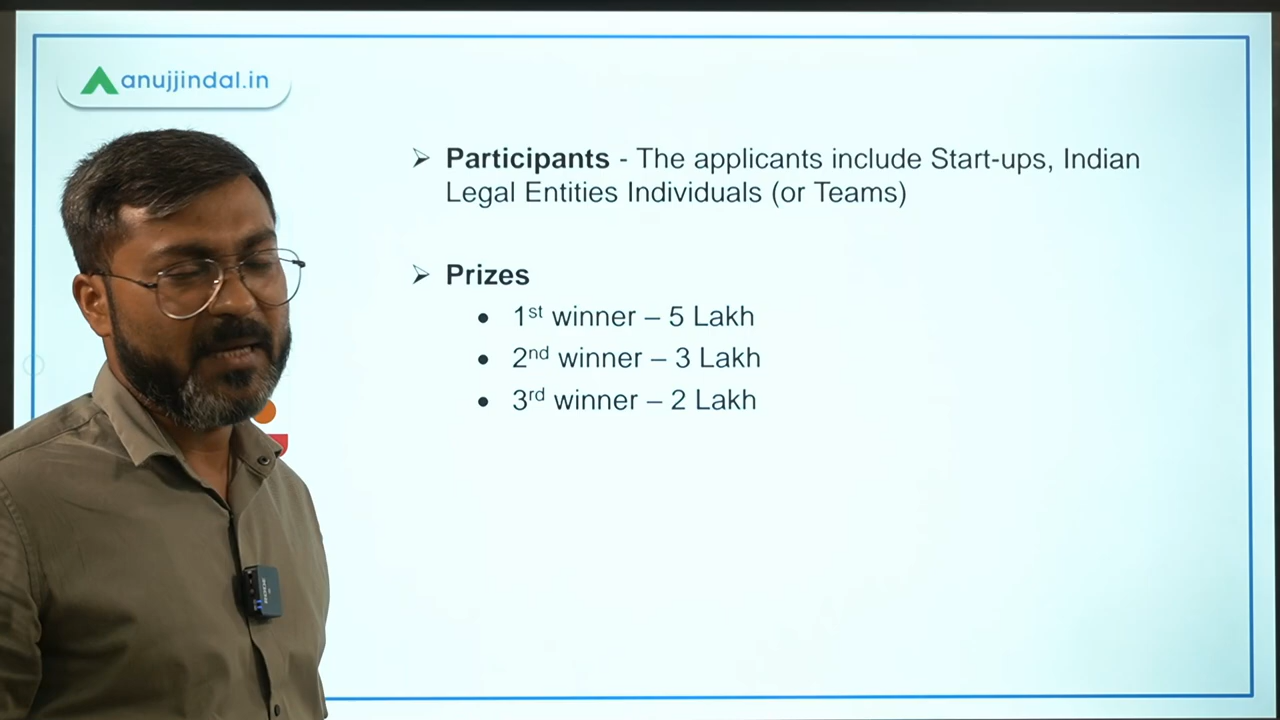 anujjindal.in
➢ Participants - The applicants include Start-ups, Indian
Legal Entities Individuals (or Teams)
➢ Prizes
• 1st winner – 5 Lakh
• 2nd winner – 3 Lakh
• 3rd winner – 2 Lakh